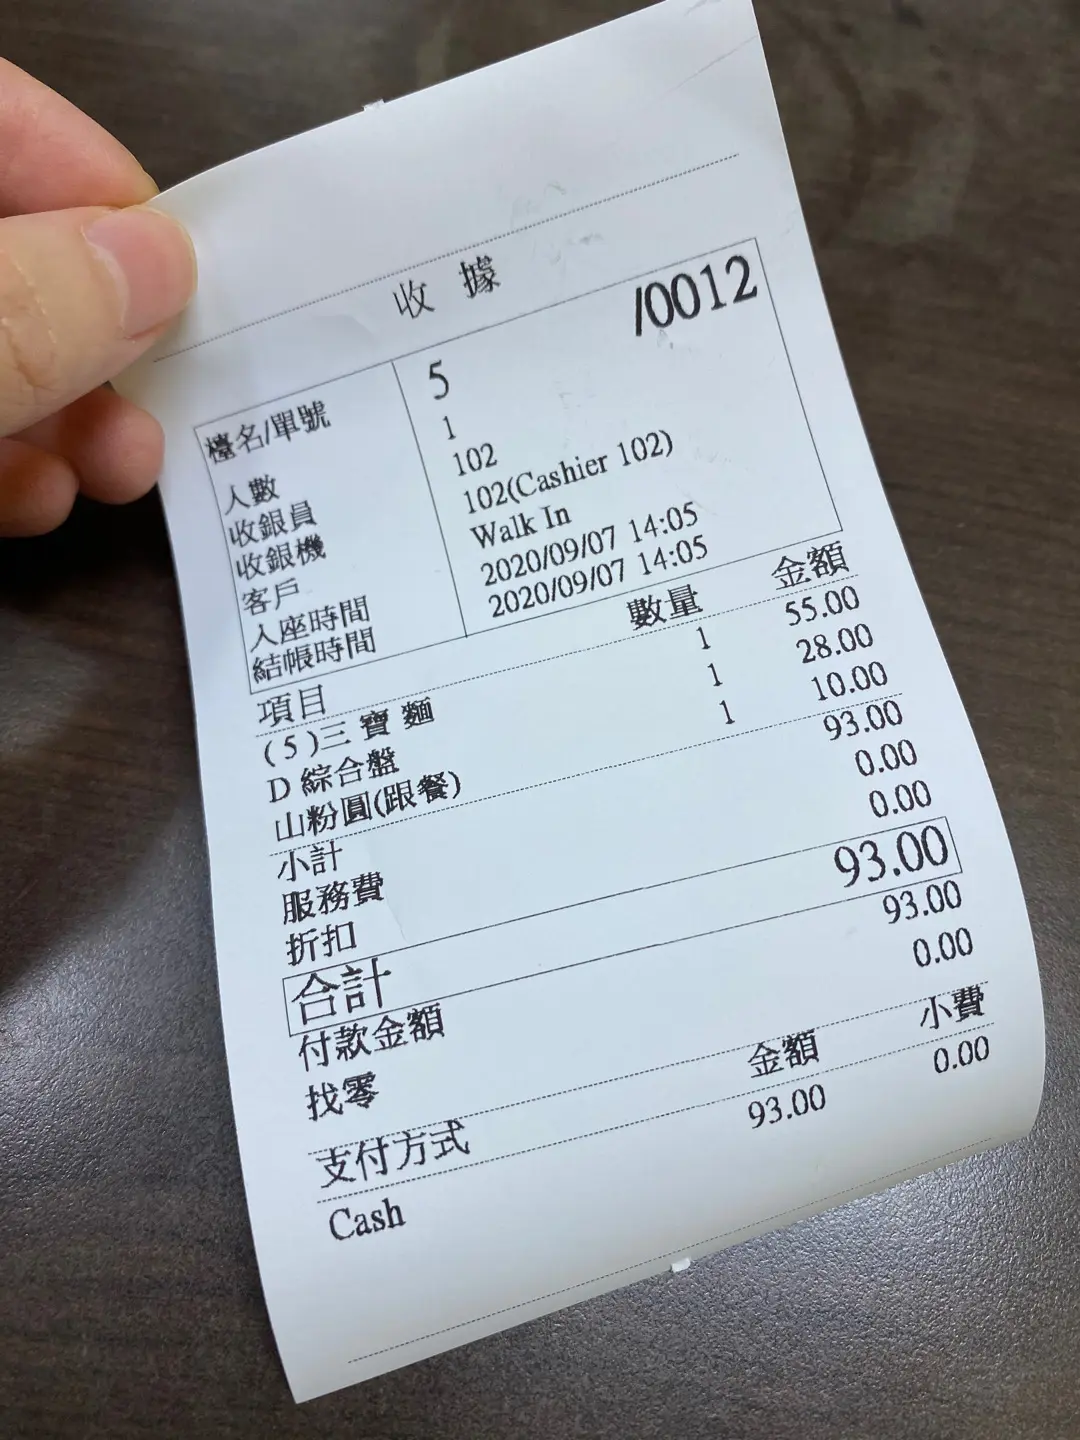 收 據
檯名/單號 5 /0012
人數 1
收銀員 102
收銀機 102(Cashier 102)
客戶 Walk In
入座時間 2020/09/07 14:05
結帳時間 2020/09/07 14:05
項目 數量 金額
(5)三 寶 麵 1 55.00
D 綜合盤 1 28.00
山粉圓(跟餐) 1 10.00
小計 93.00
服務費 0.00
折扣 0.00
合計 93.00
付款金額 93.00
找零 0.00
支付方式 金額 小費
Cash 93.00 0.00